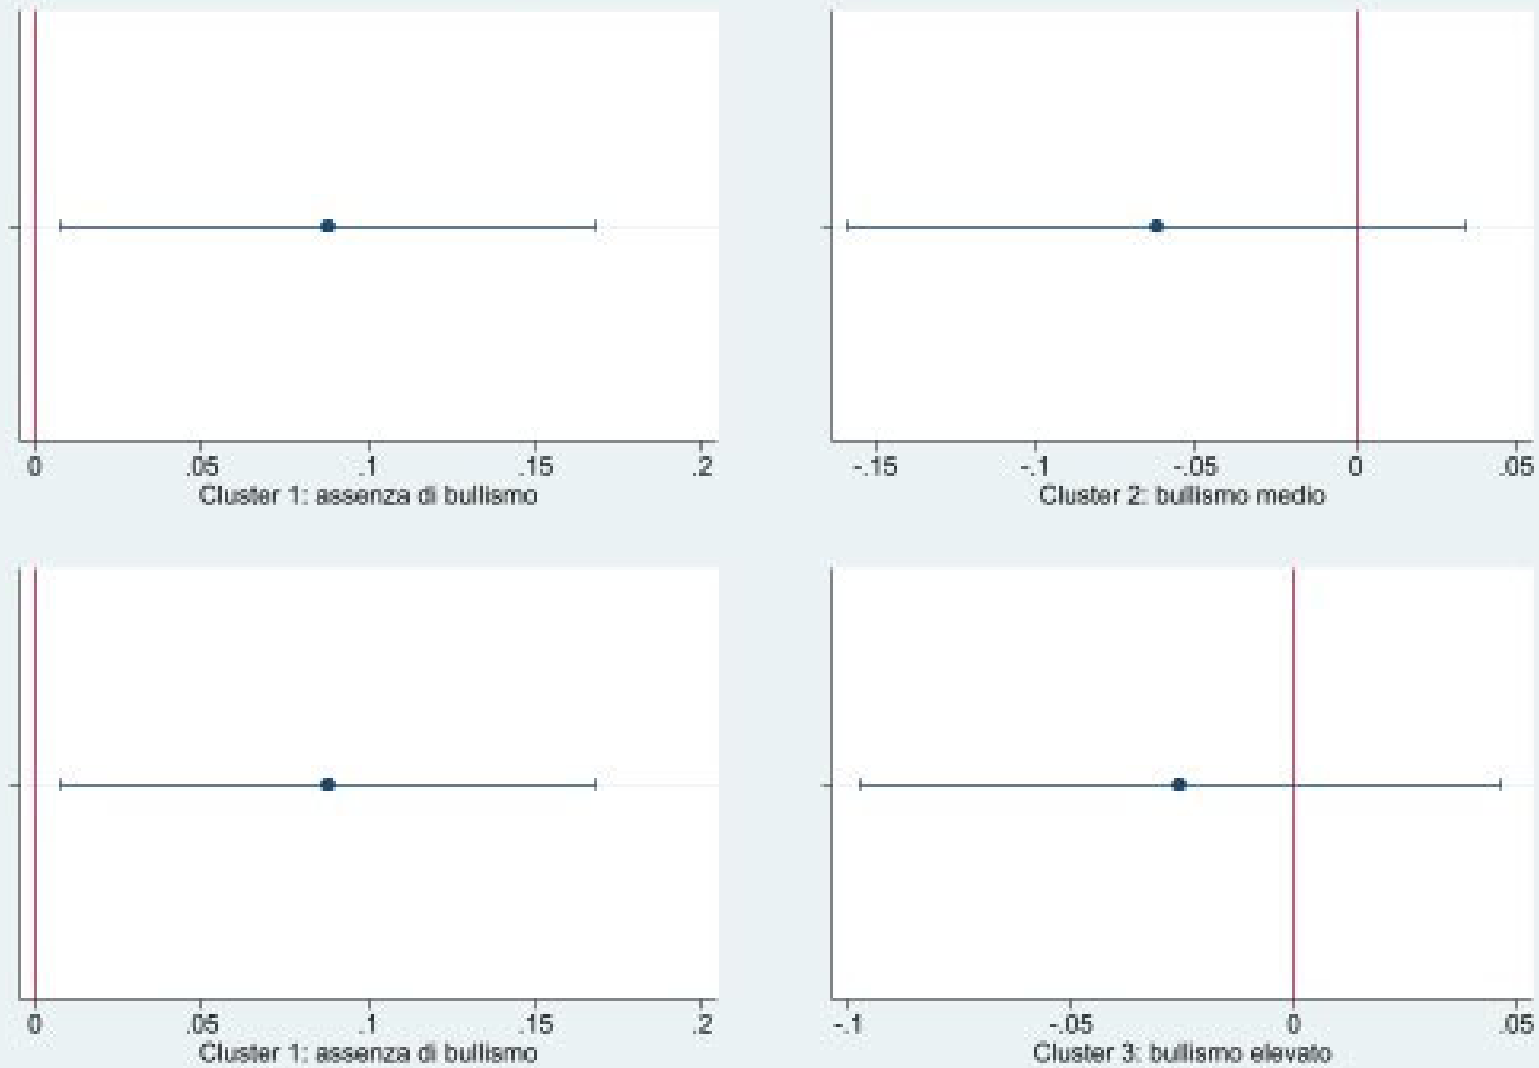 0 .05 .1 .15 .2
Cluster 1: assenza di bullismo
-.15 -.1 -.05 0 .05
Cluster 2: bullismo medio
0 .05 .1 .15 .2
Cluster 1: assenza di bullismo
-.1 -.05 0 .05
Cluster 3: bullismo elevato